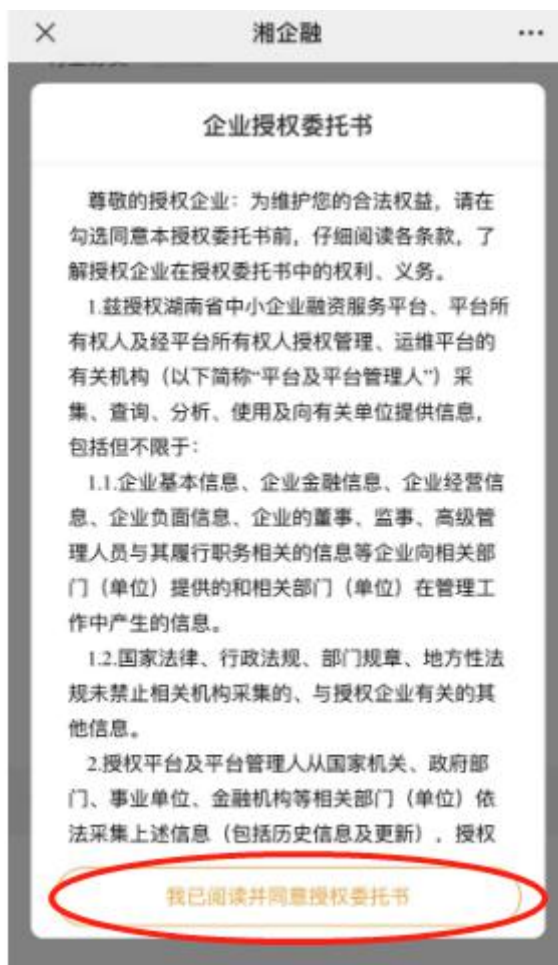 湘企融
企业授权委托书
尊敬的授权企业：为维护您的合法权益，请在
勾选同意本授权委托书前，仔细阅读各条款，了
解授权企业在授权委托书中的权利、义务。
1.兹授权湖南省中小企业融资服务平台、平台所
有权人及经平台所有权人授权管理、运维平台的
有关机构（以下简称“平台及平台管理人”）采
集、查询、分析、使用及向有关单位提供信息，
包括但不限于：
1.1.企业基本信息、企业金融信息、企业经营信
息、企业负面信息、企业的董事、监事、高级管
理人员与其履行职务相关的信息等企业向相关部
门（单位）提供的和相关部门（单位）在管理工
作中产生的信息。
1.2.国家法律、行政法规、部门规章、地方性法
规未禁止相关机构采集的、与授权企业有关的其
他信息。
2.授权平台及平台管理人从国家机关、政府部
门、事业单位、金融机构等相关部门（单位）依
法采集上述信息（包括历史信息及更新），授权
我已阅读并同意授权委托书